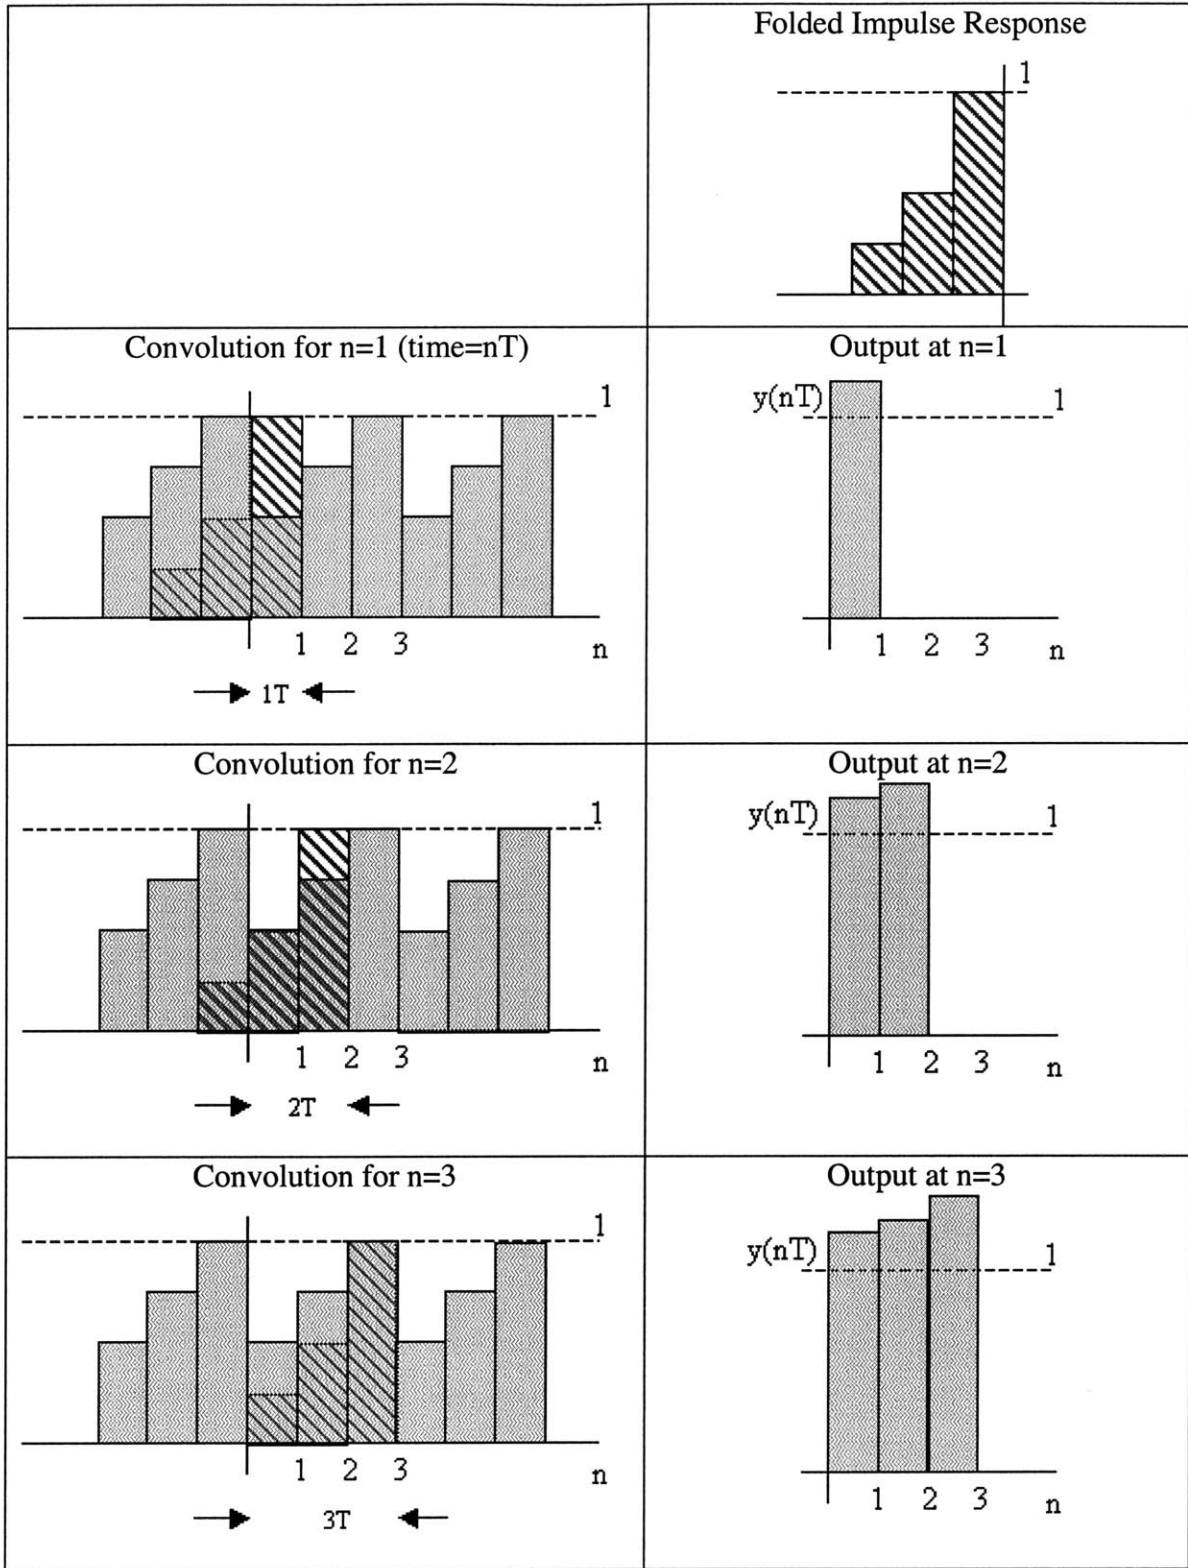 Folded Impulse Response
1
Convolution for n=1 (time=nT)
1
1 2 3 n
1T
Output at n=1
y(nT) 1
1 2 3 n
Convolution for n=2
1
1 2 3 n
2T
Output at n=2
y(nT) 1
1 2 3 n
Convolution for n=3
1
1 2 3 n
3T
Output at n=3
y(nT) 1
1 2 3 n